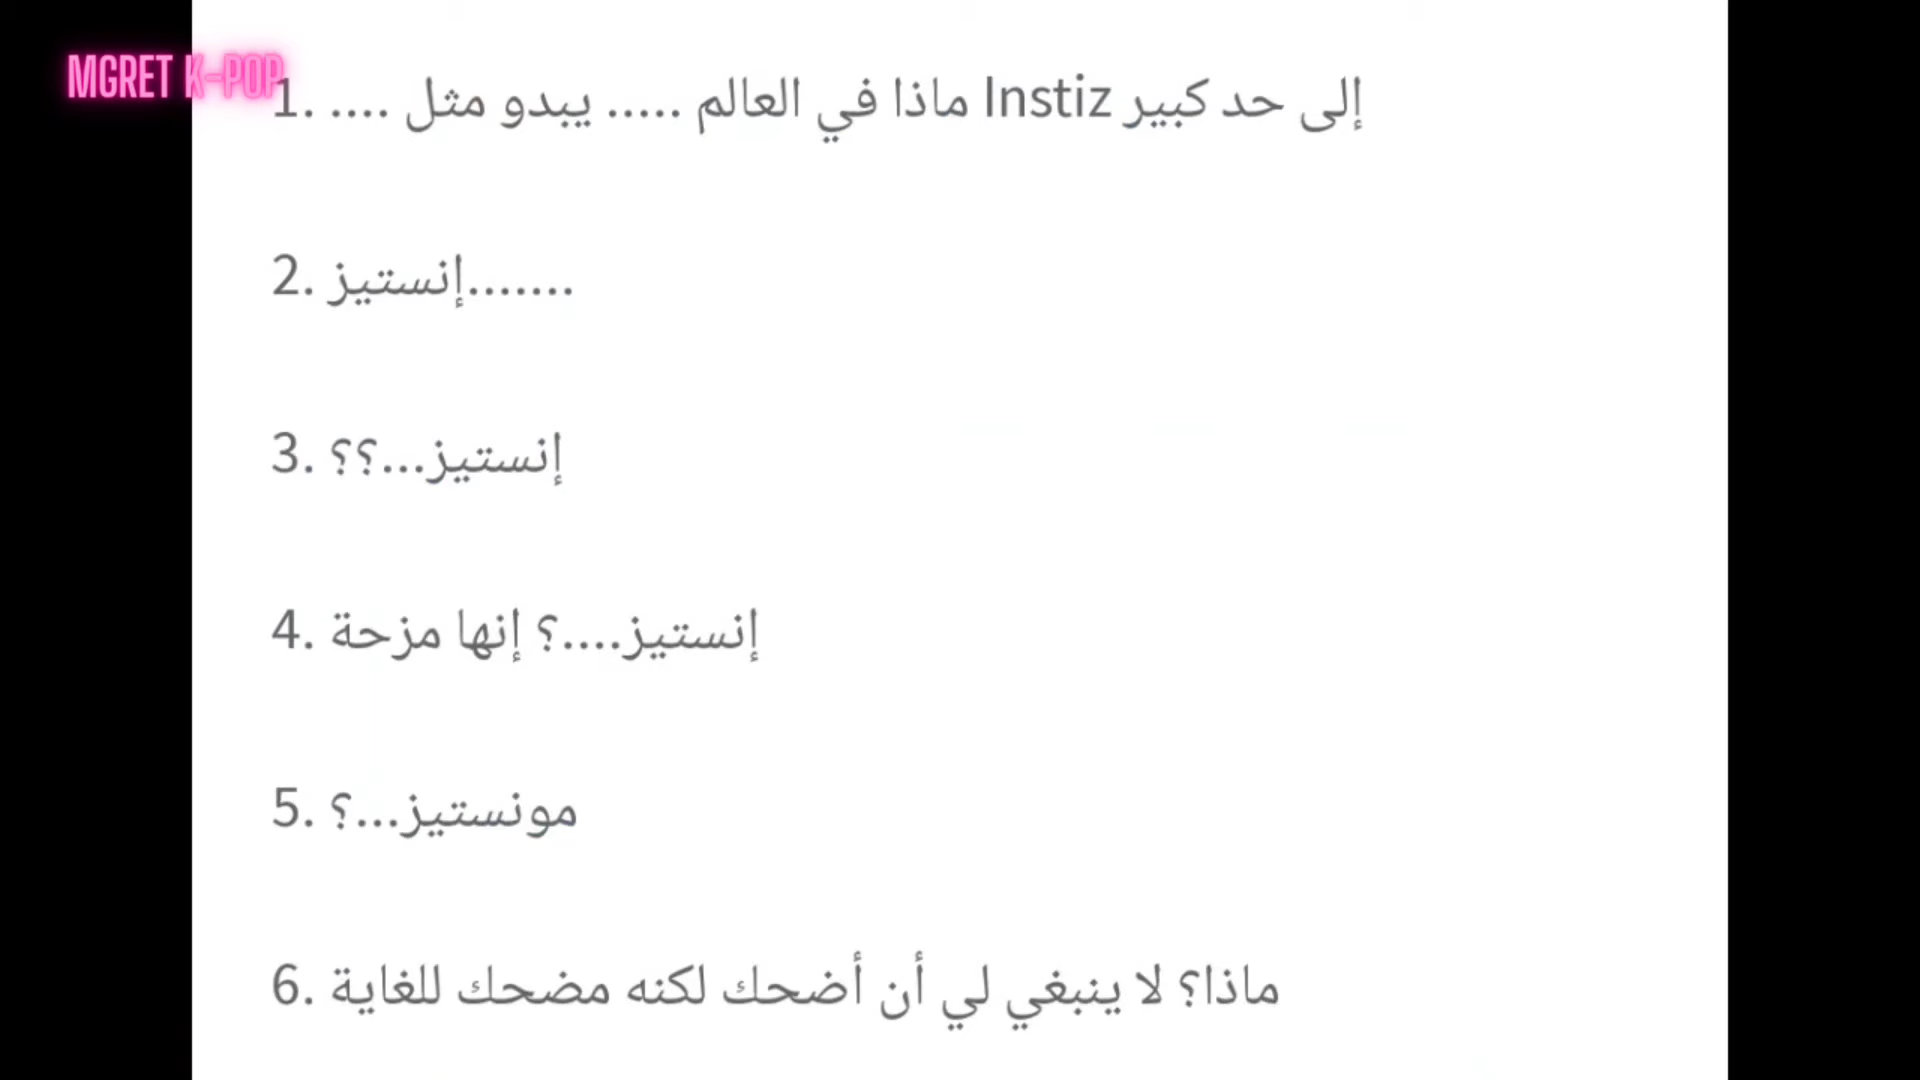 MGRET K-POP
1. .... ماذا في العالم ..... يبدو مثل Instiz إلى حد كبير
2. إنستيز.......
3. إنستيز...؟؟
4. إنستيز....؟ إنها مزحة
5. مونستيز...؟
6. ماذا؟ لا ينبغي لي أن أضحك لكنه مضحك للغاية